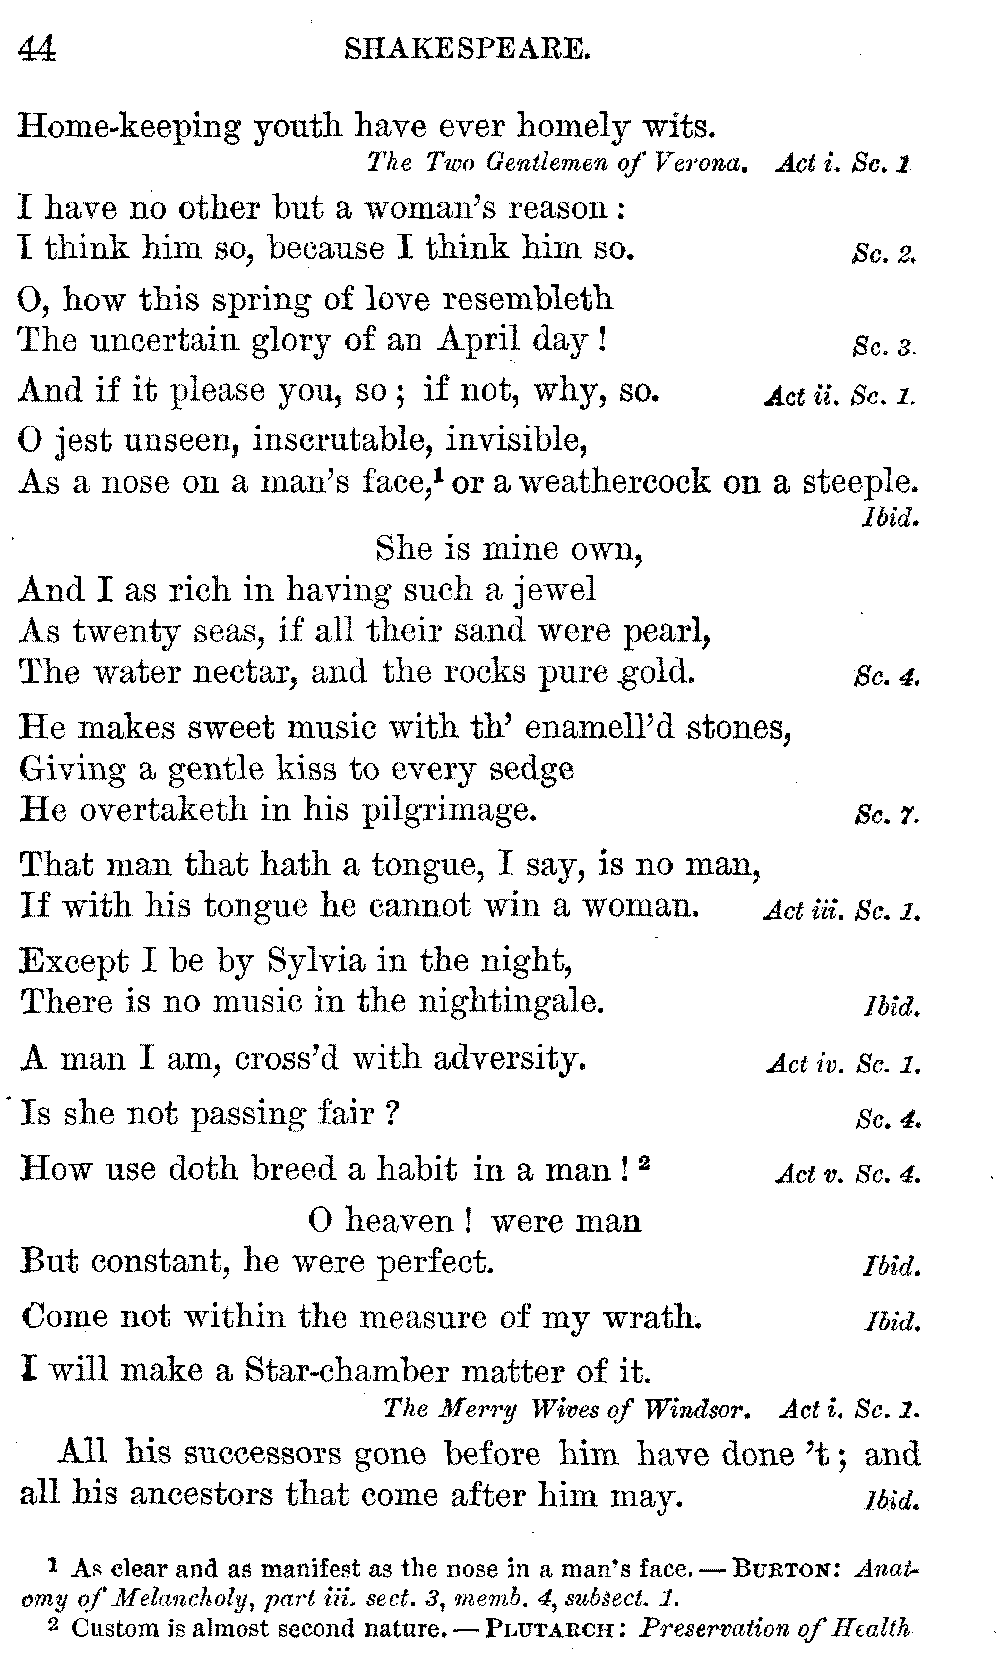 44 SHAKESPEARE.
Home-keeping youth have ever homely wits.
The Two Gentlemen of Verona. Act i. Sc. 1
I have no other but a woman's reason :
I think him so, because I think him so. Sc. 2.
O, how this spring of love resembleth
The uncertain glory of an April day ! Sc. 3.
And if it please you, so ; if not, why, so. Act ii. Sc. 1.
O jest unseen, inscrutable, invisible,
As a nose on a man's face,¹ or a weathercock on a steeple.
Ibid.
She is mine own,
And I as rich in having such a jewel
As twenty seas, if all their sand were pearl,
The water nectar, and the rocks pure gold. Sc. 4.
He makes sweet music with th' enamell'd stones,
Giving a gentle kiss to every sedge
He overtaketh in his pilgrimage. Sc. 7.
That man that hath a tongue, I say, is no man,
If with his tongue he cannot win a woman. Act iii. Sc. 1.
Except I be by Sylvia in the night,
There is no music in the nightingale. Ibid.
A man I am, cross'd with adversity. Act iv. Sc. 1.
Is she not passing fair ? Sc. 4.
How use doth breed a habit in a man ! ² Act v. Sc. 4.
O heaven ! were man
But constant, he were perfect. Ibid.
Come not within the measure of my wrath. Ibid.
I will make a Star-chamber matter of it.
The Merry Wives of Windsor. Act i. Sc. 1.
All his successors gone before him have done 't ; and
all his ancestors that come after him may. Ibid.
¹ As clear and as manifest as the nose in a man's face. — BURTON: Anat-
omy of Melancholy, part iii. sect. 3, memb. 4, subsect. 1.
² Custom is almost second nature. — PLUTARCH: Preservation of Health